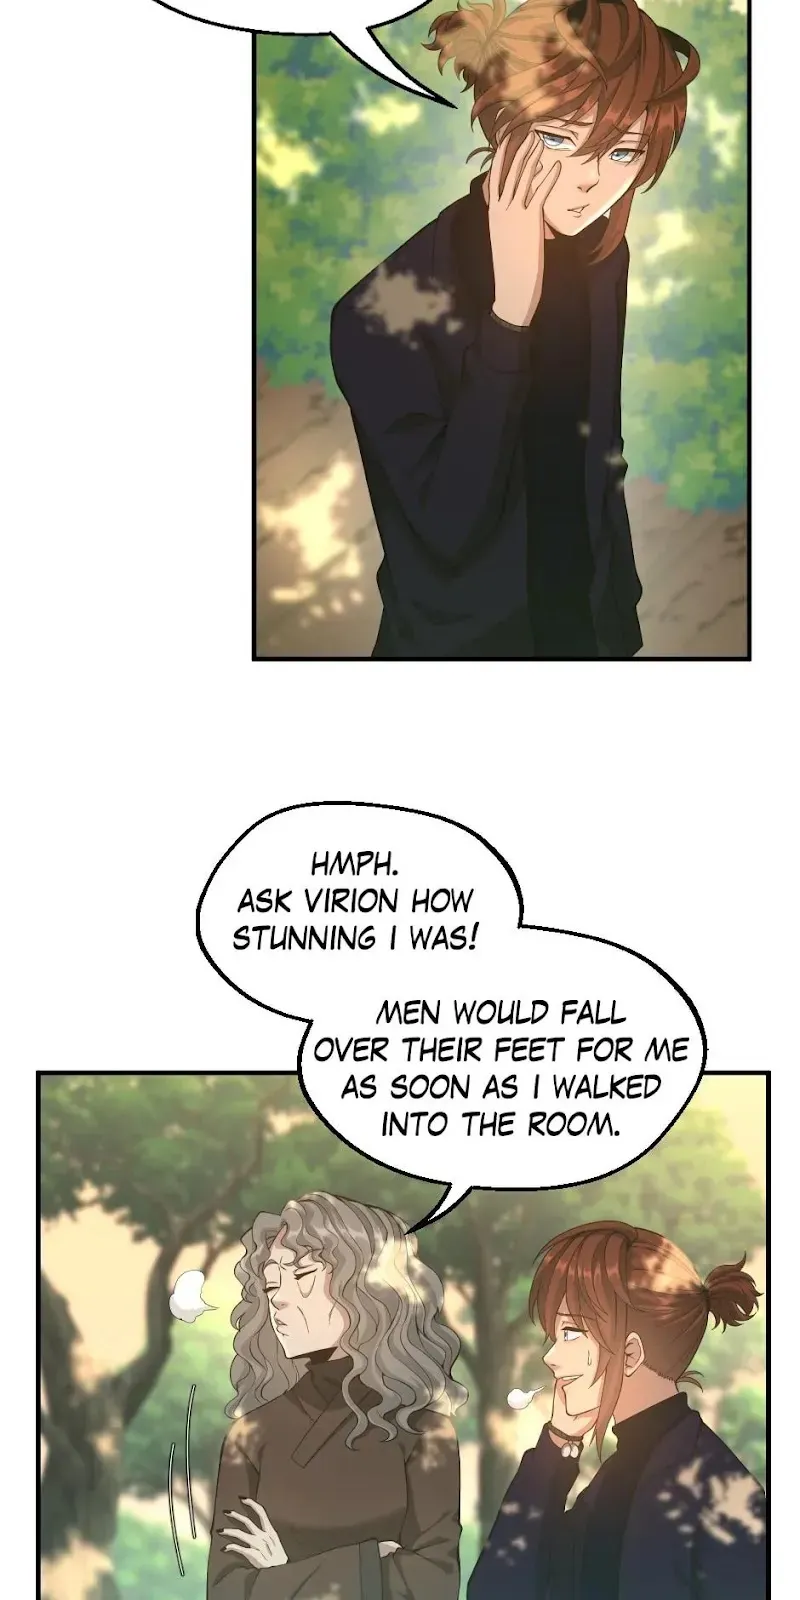 HMPH.
ASK VIRION HOW
STUNNING I WAS!
MEN WOULD FALL
OVER THEIR FEET FOR ME
AS SOON AS I WALKED
INTO THE ROOM.